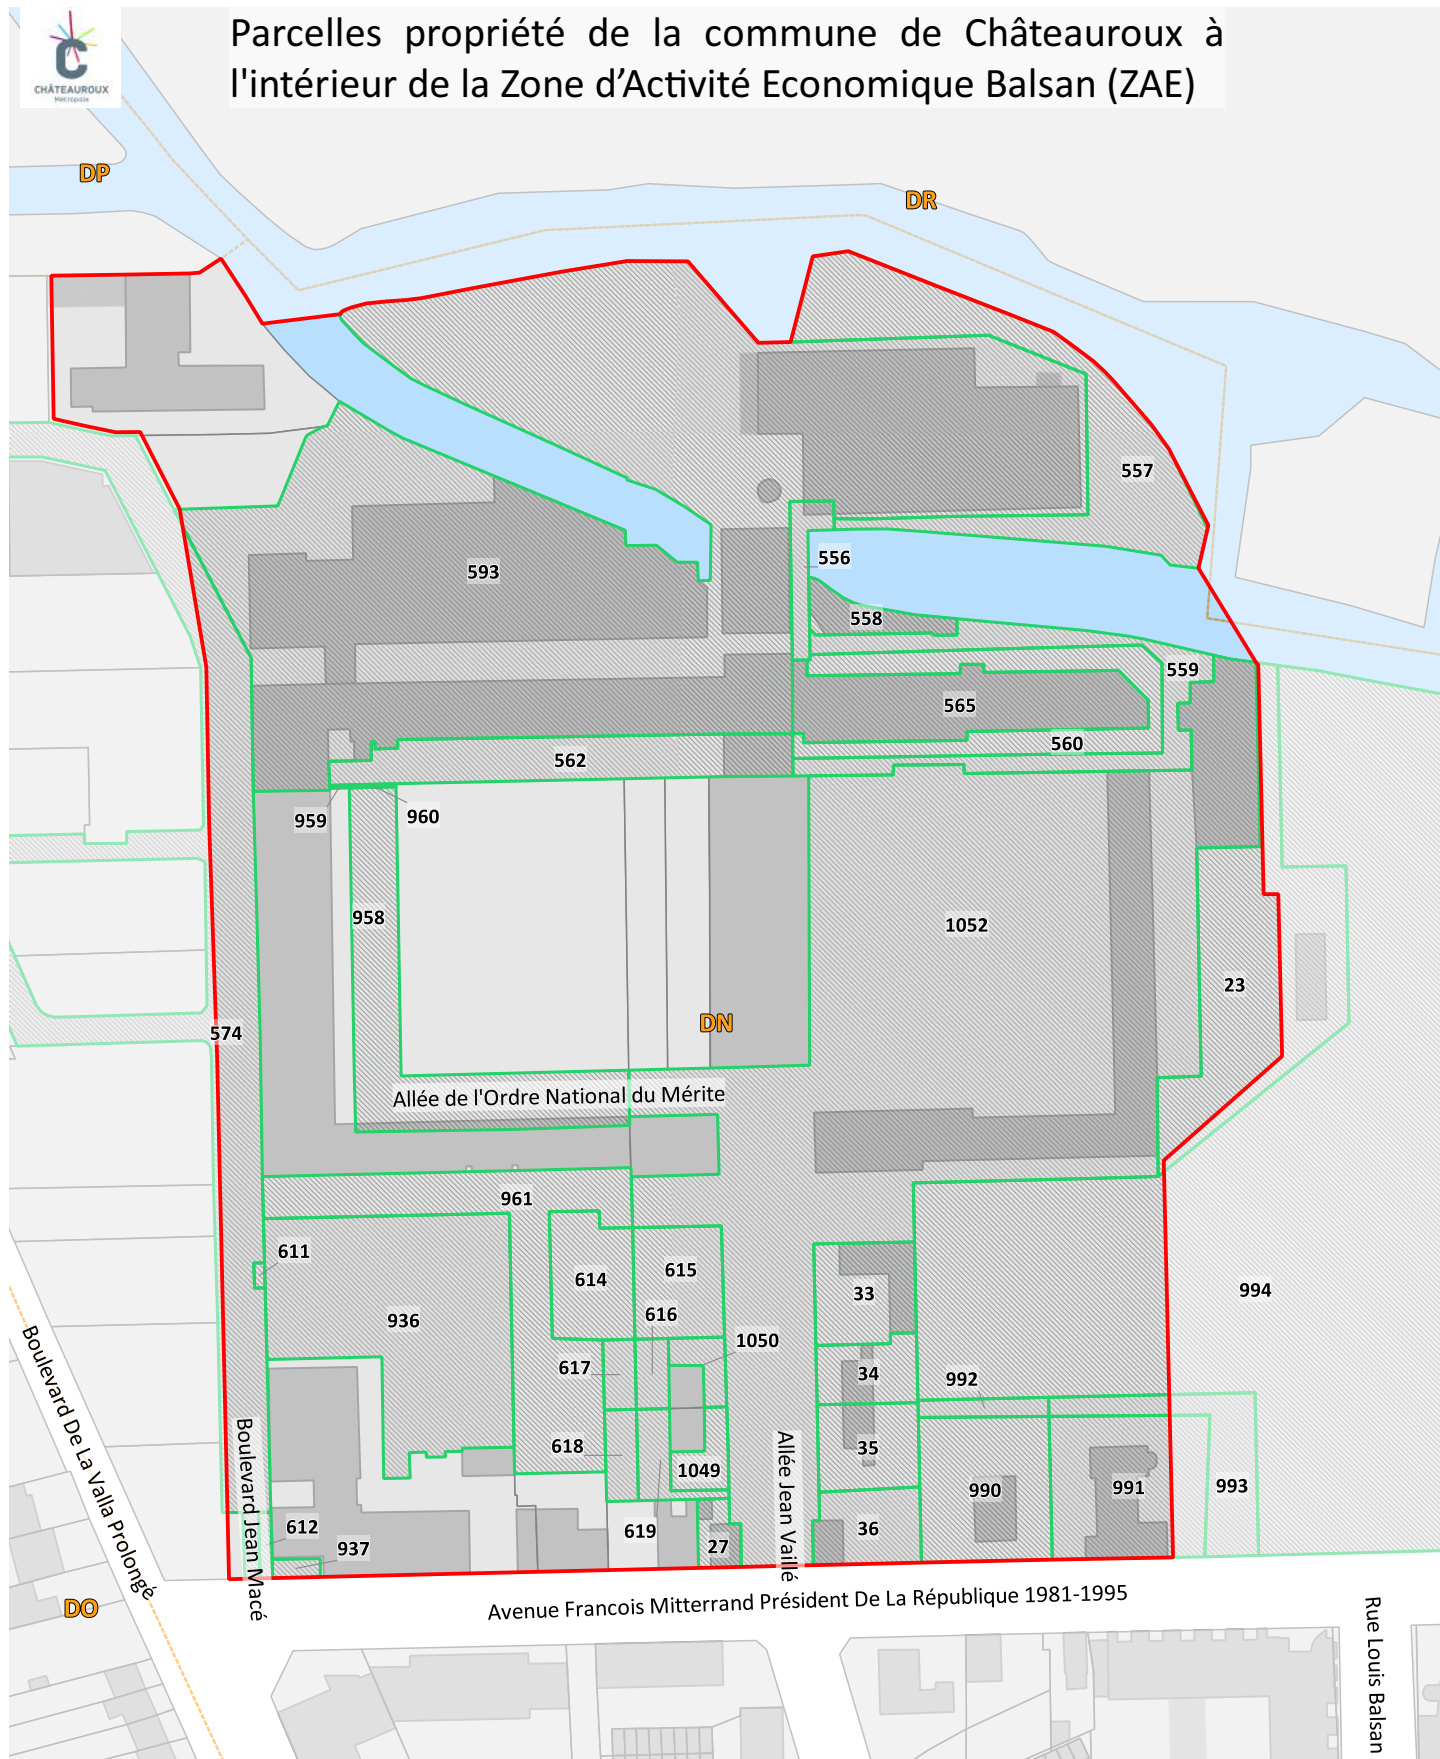 CHÂTEAUROUX
Métropole
Parcelles propriété de la commune de Châteauroux à
l'intérieur de la Zone d'Activité Economique Balsan (ZAE)
DP
DR
557
556
593
558
559
565
560
562
959
960
958
1052
23
DN
574
Allée de l'Ordre National du Mérite
961
611
614
615
33
994
616
936
1050
617
34
992
618
35
1049
990
991
993
612
619
36
937
27
Boulevard De La Valla Prolongé
Boulevard Jean Macé
Allée Jean Vaillé
DO
Avenue Francois Mitterrand Président De La République 1981-1995
Rue Louis Balsan